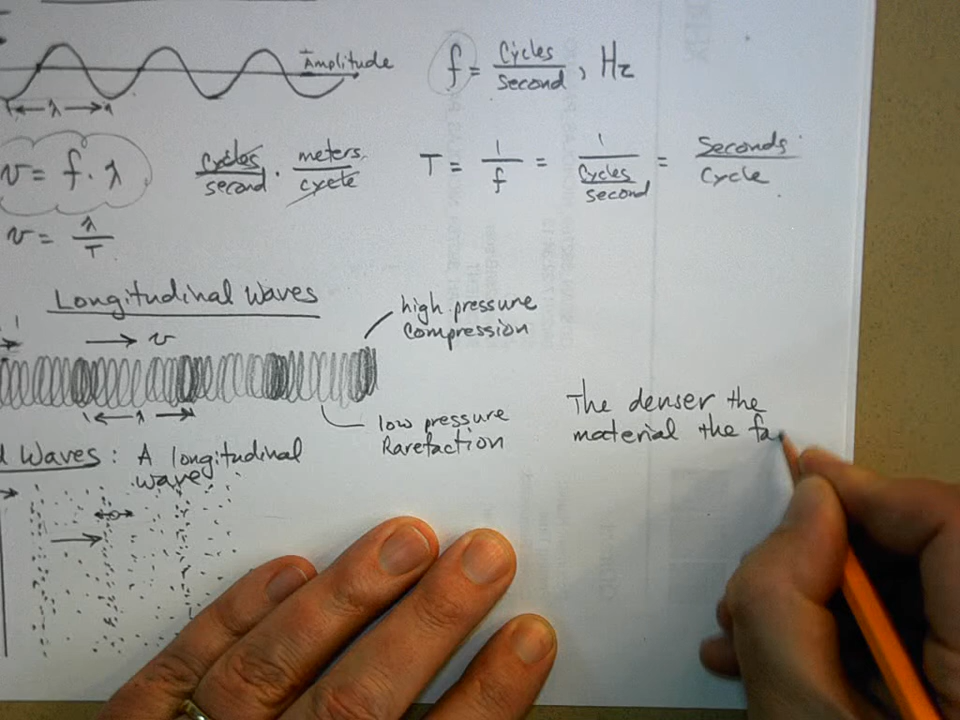 Amplitude
λ
f = Cycles / second , Hz
v = f · λ
cycles / second · meters / cycle
T = 1 / f = 1 / Cycles / second = Seconds / Cycle
v = λ / T
Longitudinal Waves
v
high pressure
compression
λ
low pressure
Rarefaction
The denser the
material the fa
Waves: A longitudinal
wave